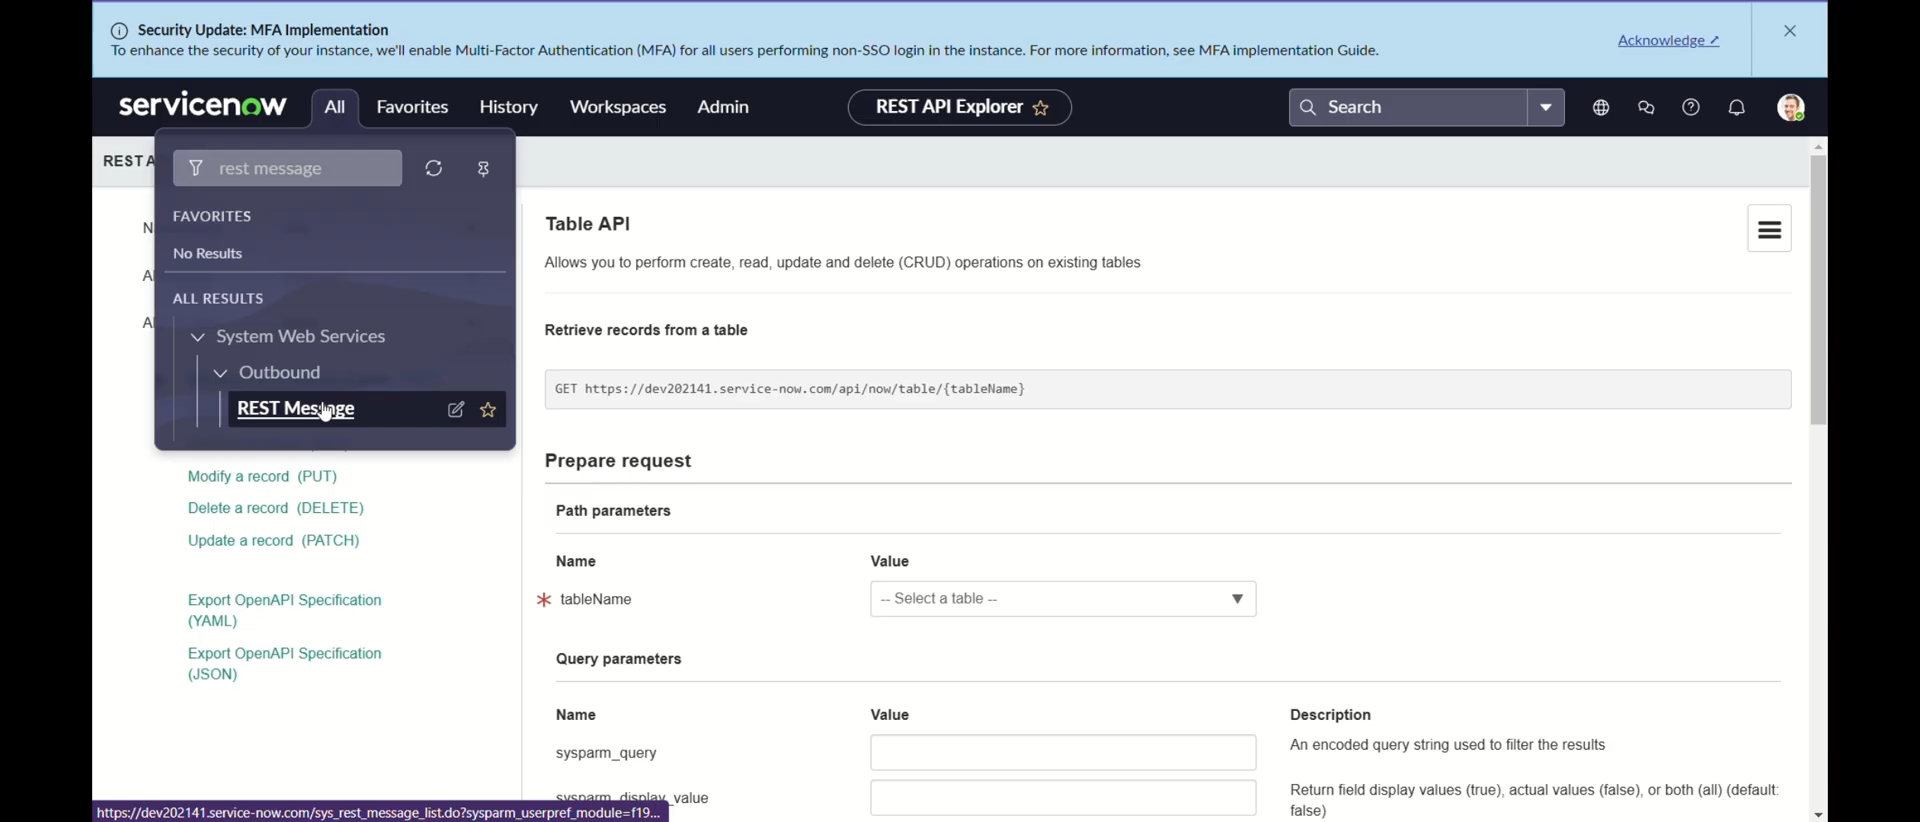 Security Update: MFA Implementation
To enhance the security of your instance, we'll enable Multi-Factor Authentication (MFA) for all users performing non-SSO login in the instance. For more information, see MFA implementation Guide.
Acknowledge ↗
servicenow
All
Favorites
History
Workspaces
Admin
REST API Explorer
Search
REST A
rest message
FAVORITES
No Results
ALL RESULTS
System Web Services
Outbound
REST Message
Modify a record (PUT)
Delete a record (DELETE)
Update a record (PATCH)
Export OpenAPI Specification
(YAML)
Export OpenAPI Specification
(JSON)
Table API
Allows you to perform create, read, update and delete (CRUD) operations on existing tables
Retrieve records from a table
GET https://dev202141.service-now.com/api/now/table/{tableName}
Prepare request
Path parameters
Name Value
tableName -- Select a table --
Query parameters
Name Value Description
sysparm_query An encoded query string used to filter the results
sysparm_display_value Return field display values (true), actual values (false), or both (all) (default:
false)
https://dev202141.service-now.com/sys_rest_message_list.do?sysparm_userpref_module=f19...